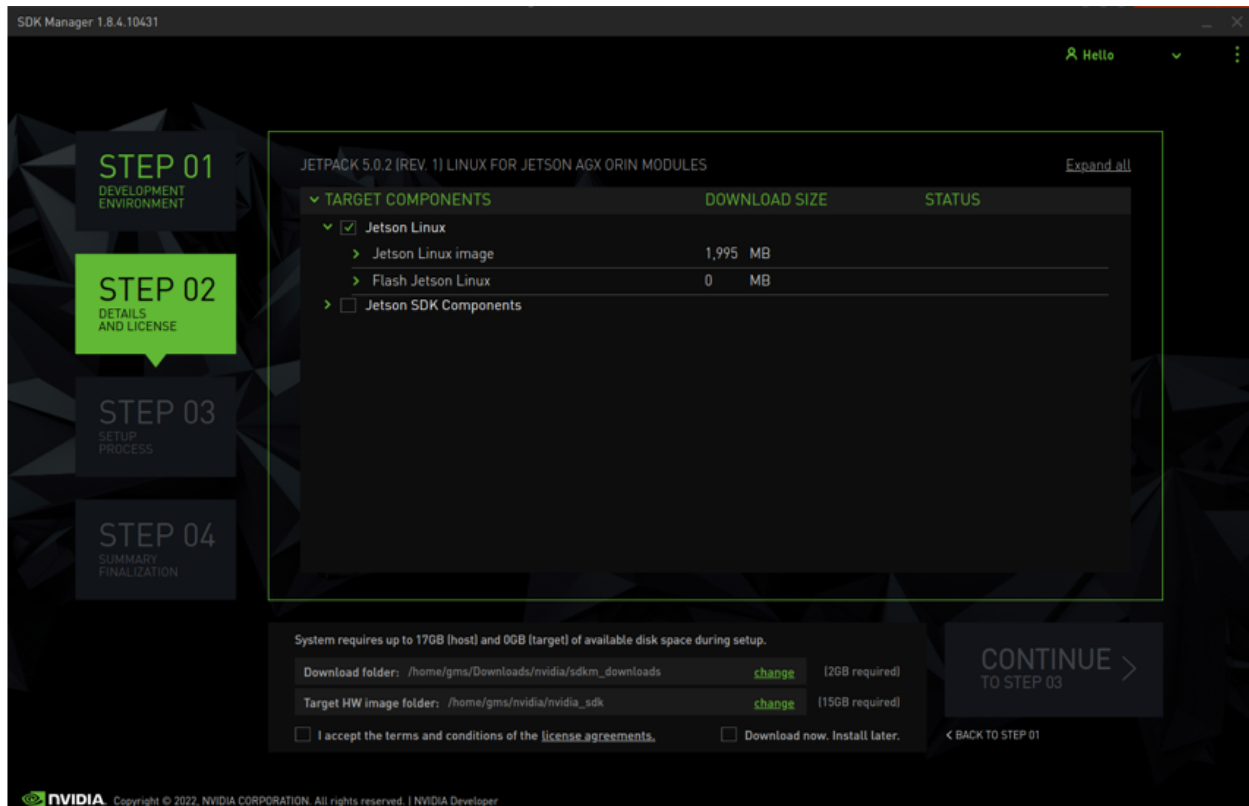 SDK Manager 1.8.4.10431
Hello
STEP 01
DEVELOPMENT
ENVIRONMENT
STEP 02
DETAILS
AND LICENSE
STEP 03
SETUP
PROCESS
STEP 04
SUMMARY
FINALIZATION
JETPACK 5.0.2 (REV. 1) LINUX FOR JETSON AGX ORIN MODULES Expand all
TARGET COMPONENTS DOWNLOAD SIZE STATUS
Jetson Linux
Jetson Linux image 1,995 MB
Flash Jetson Linux 0 MB
Jetson SDK Components
System requires up to 17GB (host) and 0GB (target) of available disk space during setup.
Download folder: /home/gms/Downloads/nvidia/sdkm_downloads change (2GB required)
Target HW image folder: /home/gms/nvidia/nvidia_sdk change (15GB required)
I accept the terms and conditions of the license agreements. Download now. Install later.
CONTINUE
TO STEP 03
< BACK TO STEP 01
NVIDIA. Copyright © 2022, NVIDIA CORPORATION. All rights reserved. | NVIDIA Developer